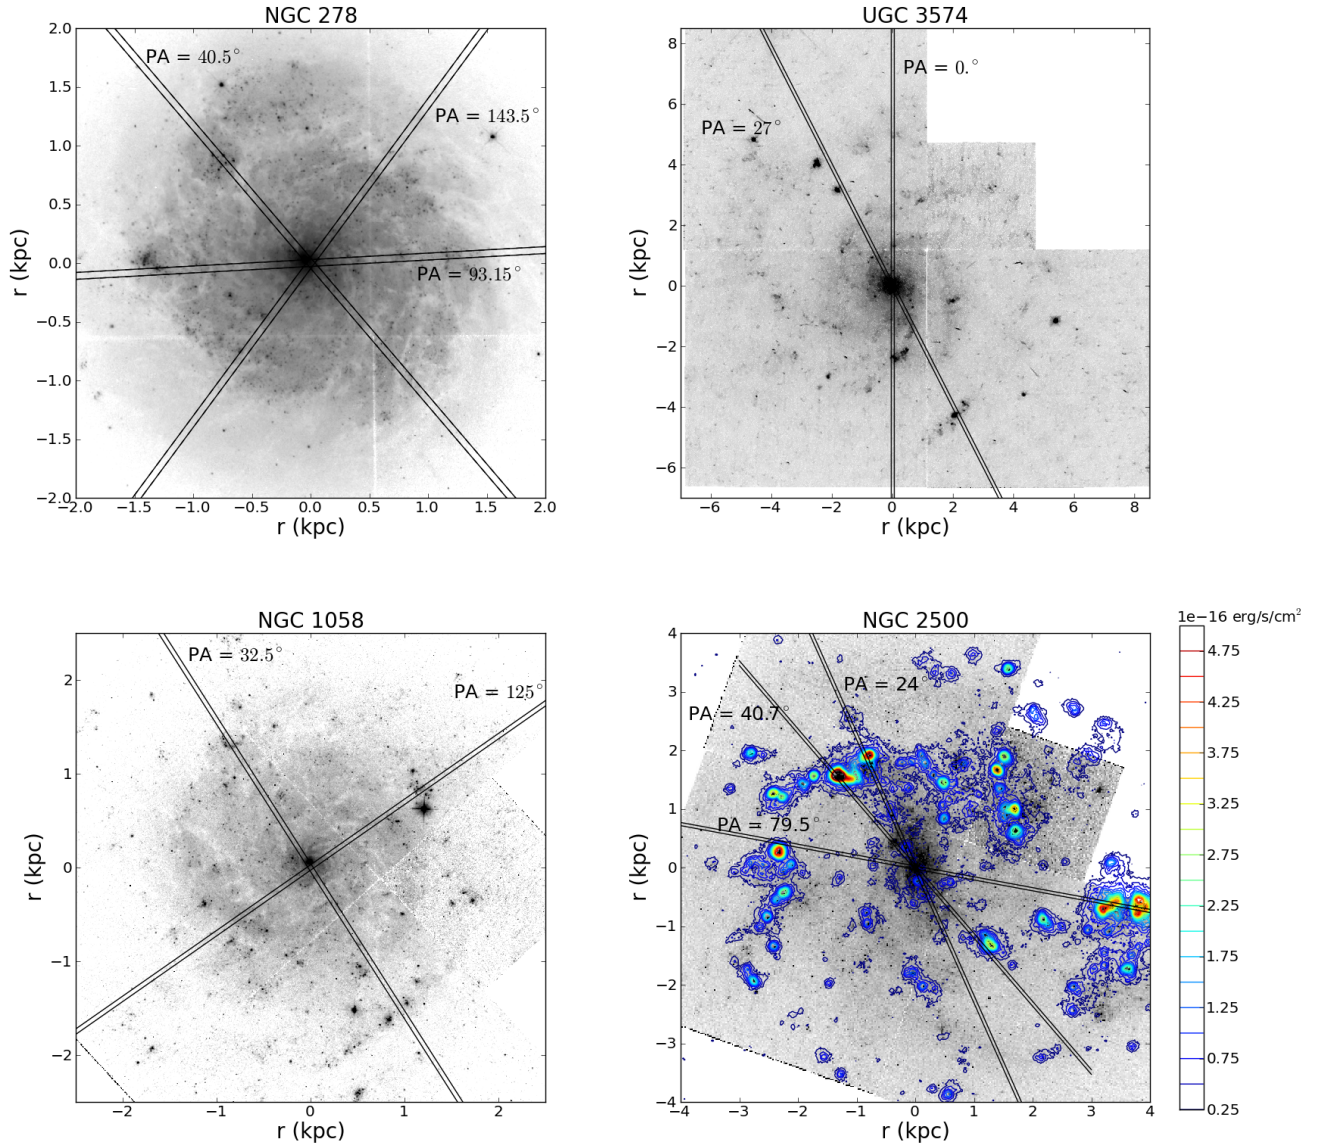 NGC 278
PA = 40.5°
PA = 143.5°
PA = 93.15°
2.0
1.5
1.0
0.5
0.0
−0.5
−1.0
−1.5
−2.0
r (kpc)
−2.0 −1.5 −1.0 −0.5 0.0 0.5 1.0 1.5 2.0
r (kpc)
UGC 3574
PA = 0.°
PA = 27°
8
6
4
2
0
−2
−4
−6
r (kpc)
−6 −4 −2 0 2 4 6 8
r (kpc)
NGC 1058
PA = 32.5°
PA = 125°
2
1
0
−1
−2
r (kpc)
−2 −1 0 1 2
r (kpc)
NGC 2500
PA = 24°
PA = 40.7°
PA = 79.5°
4
3
2
1
0
−1
−2
−3
−4
r (kpc)
−4 −3 −2 −1 0 1 2 3 4
r (kpc)
1e−16 erg/s/cm²
4.75
4.25
3.75
3.25
2.75
2.25
1.75
1.25
0.75
0.25